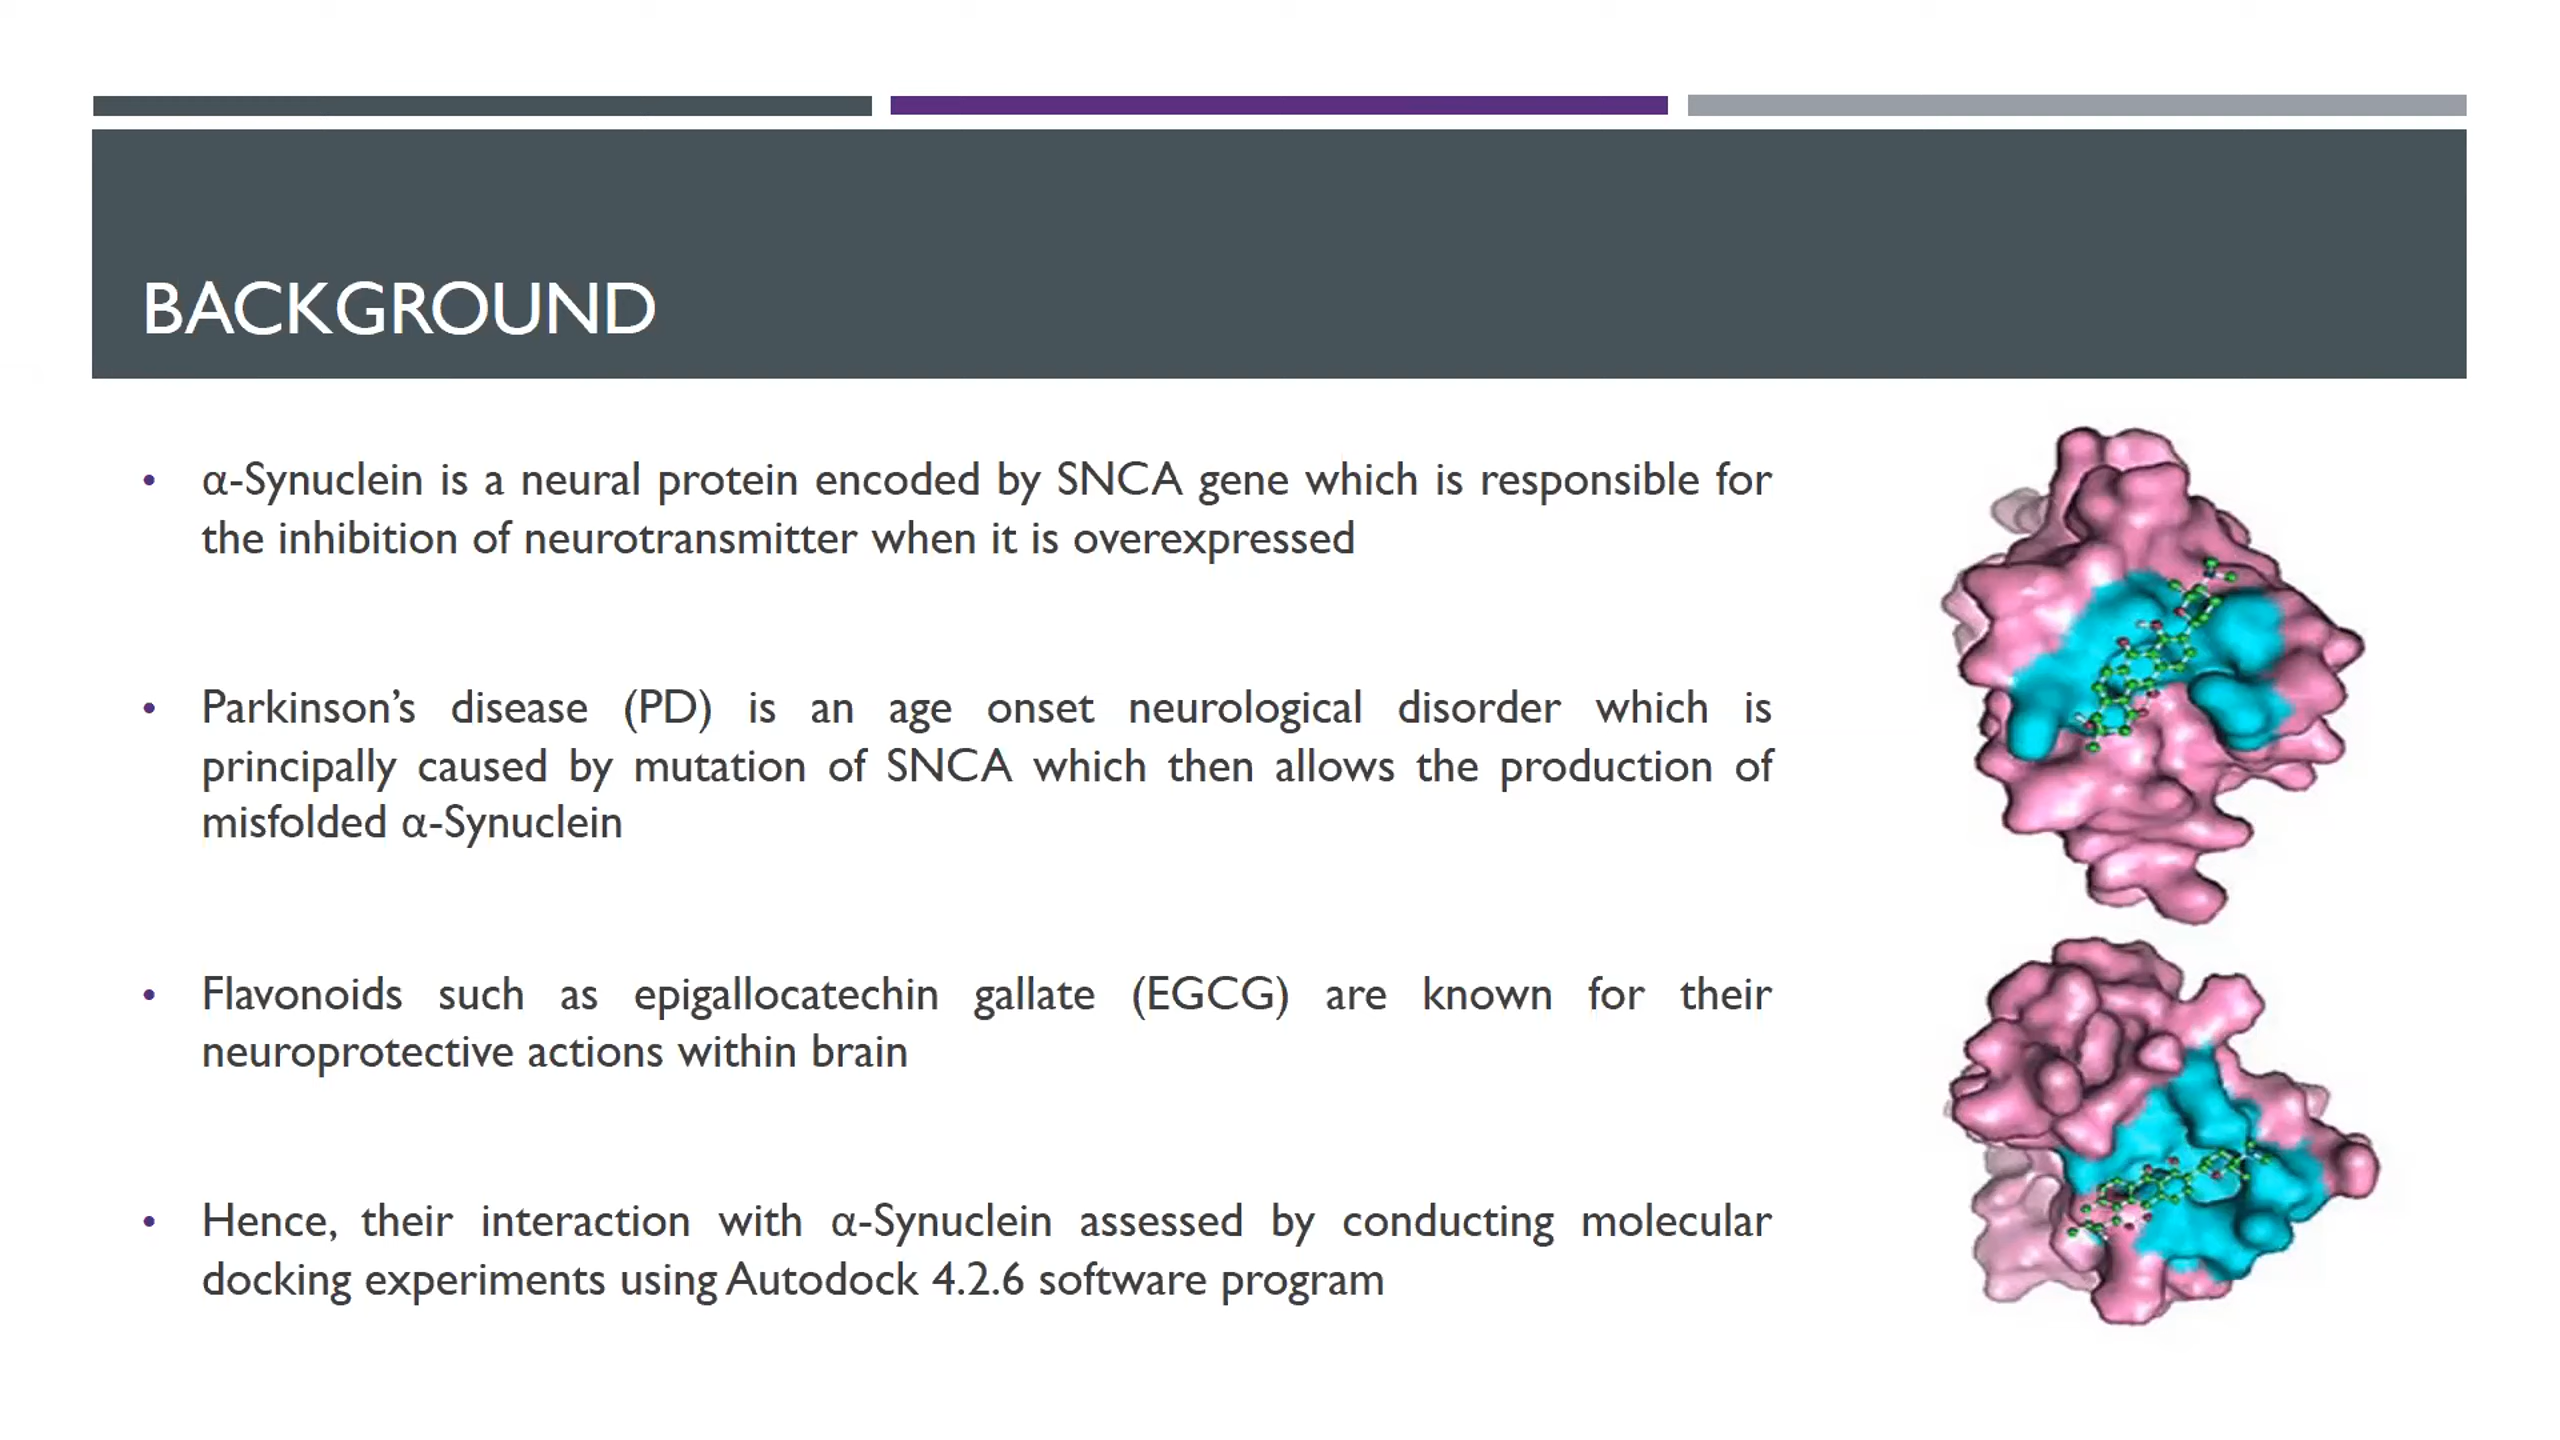 BACKGROUND
• α-Synuclein is a neural protein encoded by SNCA gene which is responsible for
the inhibition of neurotransmitter when it is overexpressed
• Parkinson’s disease (PD) is an age onset neurological disorder which is
principally caused by mutation of SNCA which then allows the production of
misfolded α-Synuclein
• Flavonoids such as epigallocatechin gallate (EGCG) are known for their
neuroprotective actions within brain
• Hence, their interaction with α-Synuclein assessed by conducting molecular
docking experiments using Autodock 4.2.6 software program